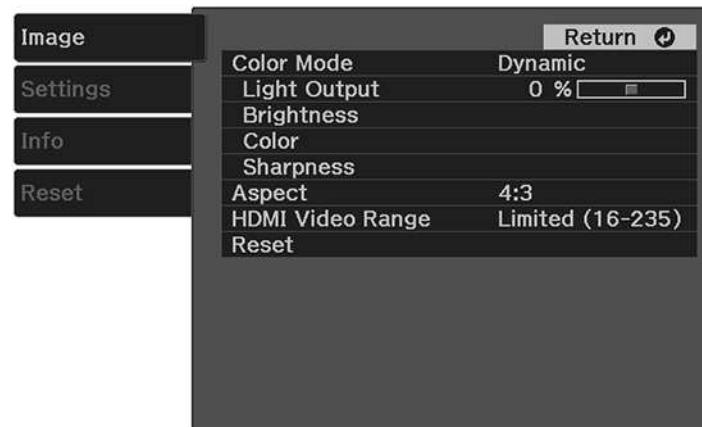 Image
Settings
Info
Reset
Return
Color Mode Dynamic
Light Output 0 %
Brightness
Color
Sharpness
Aspect 4:3
HDMI Video Range Limited (16-235)
Reset